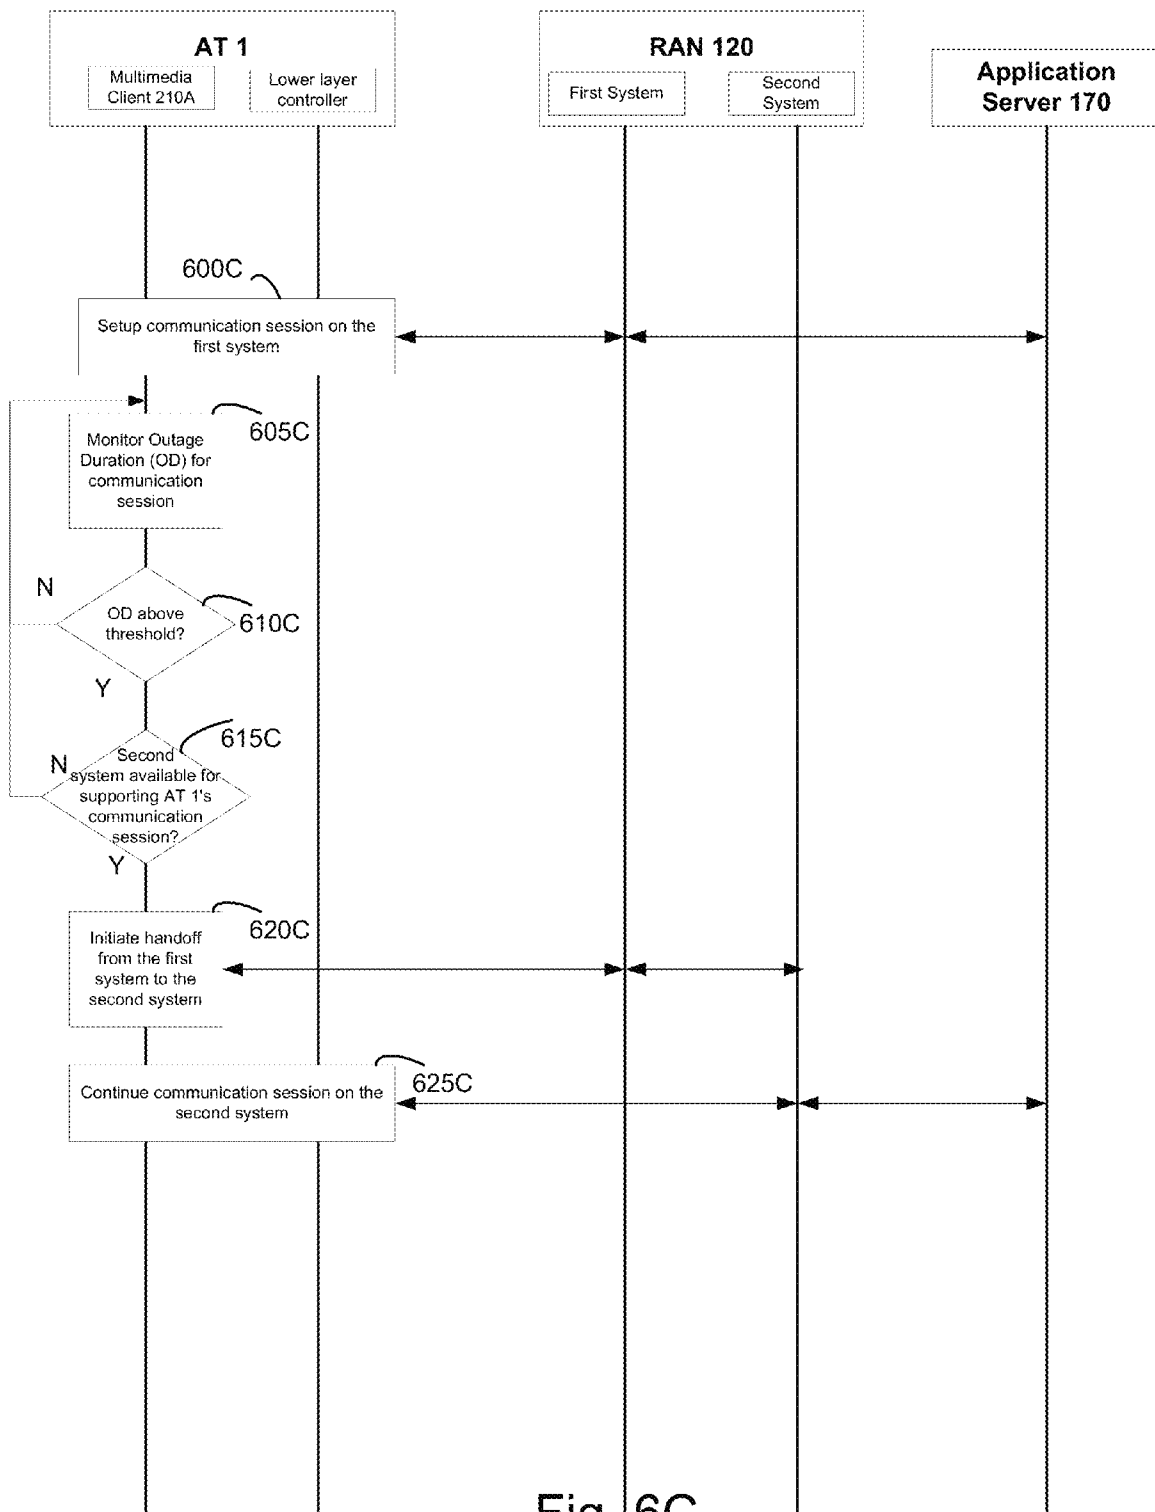 AT 1
Multimedia
Client 210A
Lower layer
controller
RAN 120
First System
Second
System
Application
Server 170
600C
Setup communication session on the
first system
605C
Monitor Outage
Duration (OD) for
communication
session
N
OD above
threshold?
610C
Y
615C
N
Second
system available for
supporting AT 1's
communication
session?
Y
620C
Initiate handoff
from the first
system to the
second system
625C
Continue communication session on the
second system
Fig. 6C